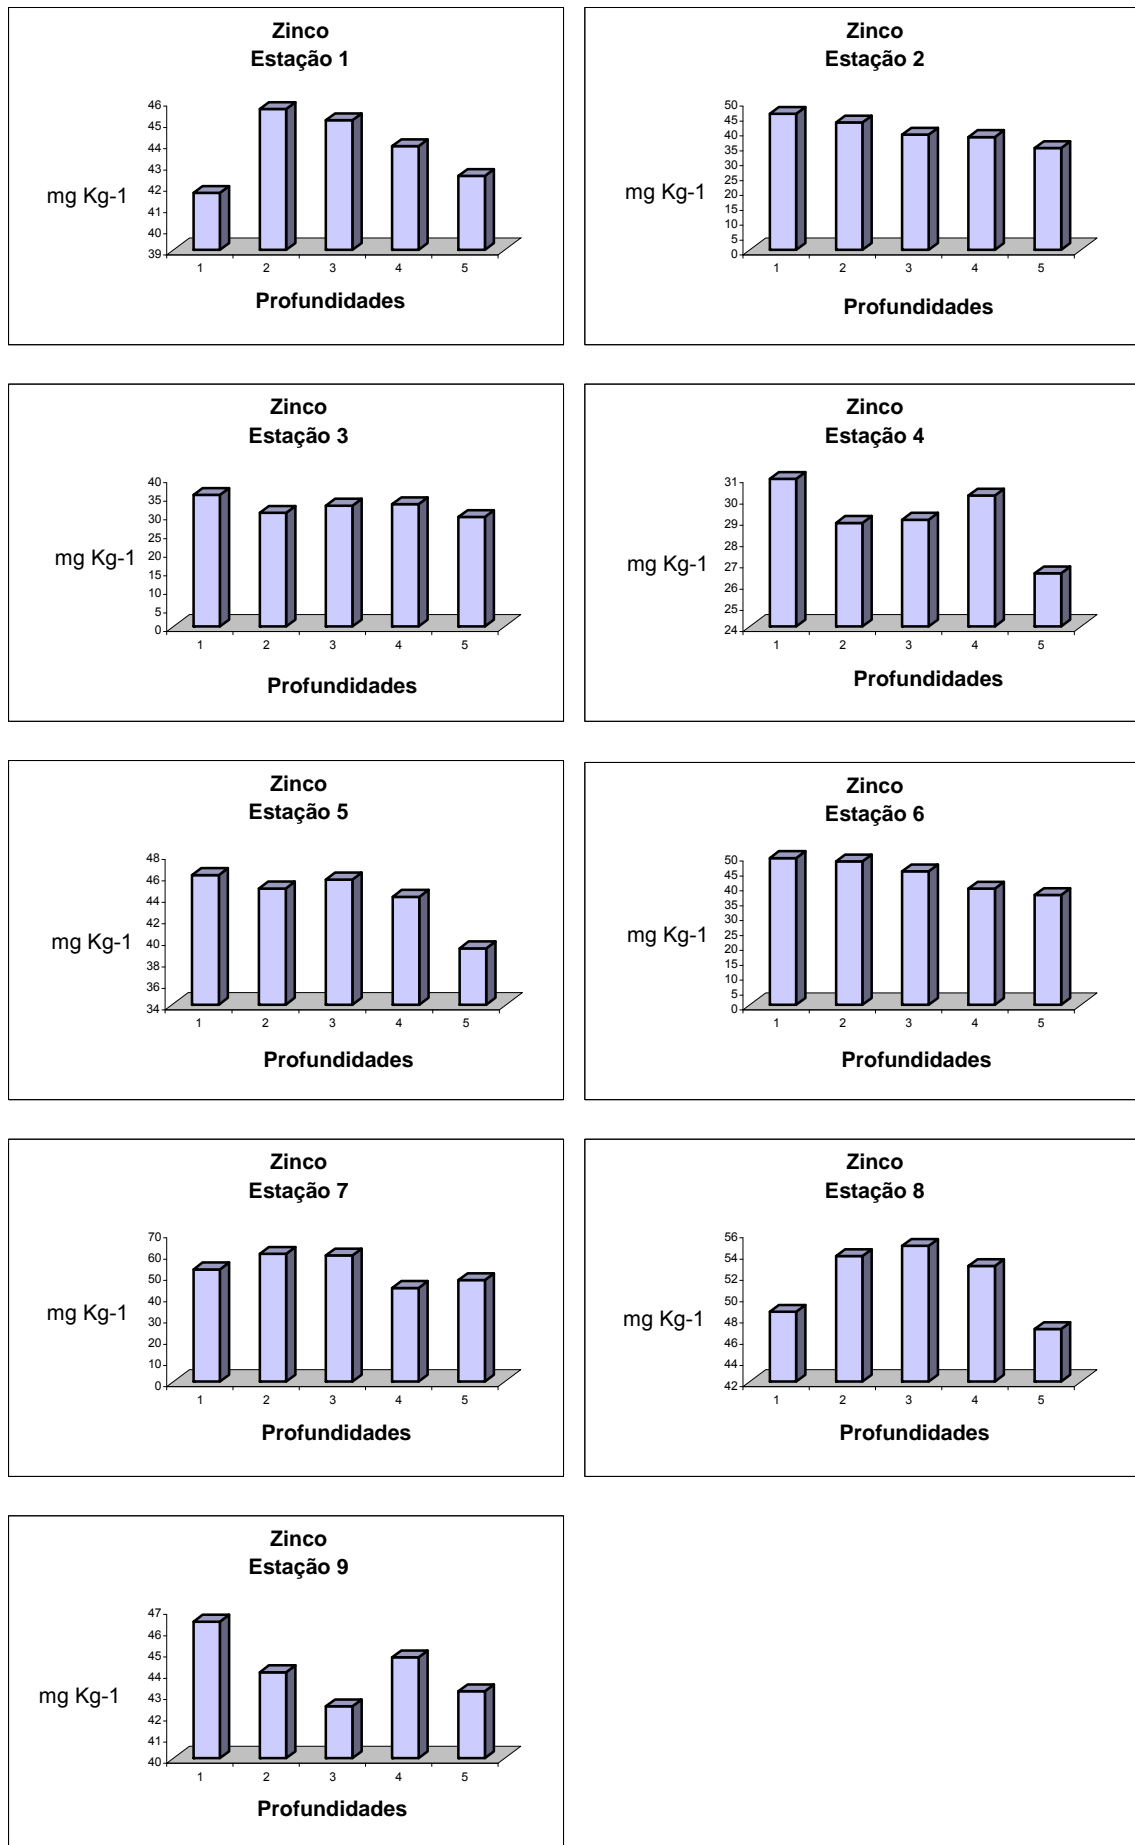 Zinco
Estação 1
46
45
44
43
42
41
40
39
mg Kg-1
1 2 3 4 5
Profundidades
Zinco
Estação 2
50
45
40
35
30
25
20
15
10
5
0
mg Kg-1
1 2 3 4 5
Profundidades
Zinco
Estação 3
40
35
30
25
20
15
10
5
0
mg Kg-1
1 2 3 4 5
Profundidades
Zinco
Estação 4
31
30
29
28
27
26
25
24
mg Kg-1
1 2 3 4 5
Profundidades
Zinco
Estação 5
48
46
44
42
40
38
36
34
mg Kg-1
1 2 3 4 5
Profundidades
Zinco
Estação 6
50
45
40
35
30
25
20
15
10
5
0
mg Kg-1
1 2 3 4 5
Profundidades
Zinco
Estação 7
70
60
50
40
30
20
10
0
mg Kg-1
1 2 3 4 5
Profundidades
Zinco
Estação 8
56
54
52
50
48
46
44
42
mg Kg-1
1 2 3 4 5
Profundidades
Zinco
Estação 9
47
46
45
44
43
42
41
40
mg Kg-1
1 2 3 4 5
Profundidades